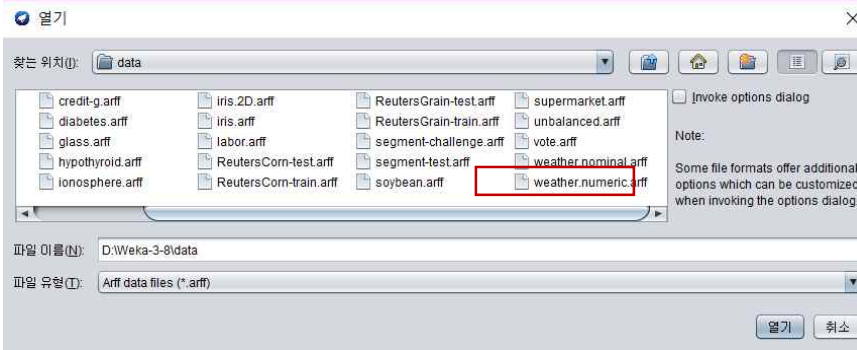 열기
찾는 위치(I): data
credit-g.arff iris.2D.arff ReutersGrain-test.arff supermarket.arff Invoke options dialog
diabetes.arff iris.arff ReutersGrain-train.arff unbalanced.arff
glass.arff labor.arff segment-challenge.arff vote.arff Note:
hypothyroid.arff ReutersCorn-test.arff segment-test.arff weather.nominal.arff Some file formats offer additional
ionosphere.arff ReutersCorn-train.arff soybean.arff weather.numeric.arff options which can be customized
when invoking the options dialog
파일 이름(N): D:\Weka-3-8\data
파일 유형(T): Arff data files (*.arff)
열기 취소